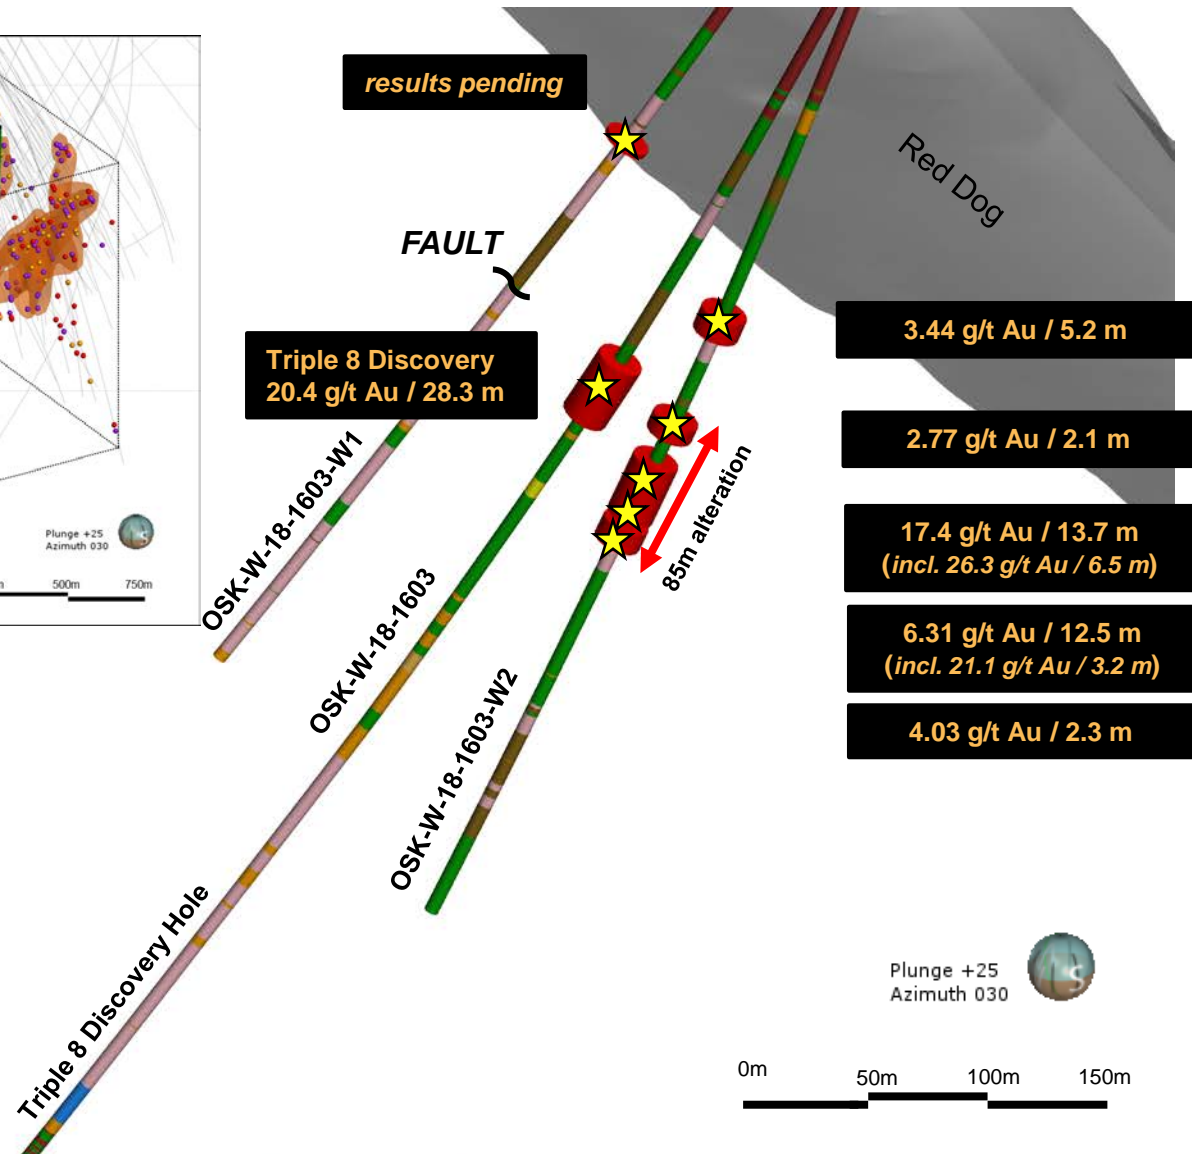 results pending
Red Dog
FAULT
Triple 8 Discovery
20.4 g/t Au / 28.3 m
3.44 g/t Au / 5.2 m
2.77 g/t Au / 2.1 m
17.4 g/t Au / 13.7 m
(incl. 26.3 g/t Au / 6.5 m)
6.31 g/t Au / 12.5 m
(incl. 21.1 g/t Au / 3.2 m)
4.03 g/t Au / 2.3 m
85m alteration
OSK-W-18-1603-W1
OSK-W-18-1603
OSK-W-18-1603-W2
Triple 8 Discovery Hole
Plunge +25
Azimuth 030
500m 750m
Plunge +25
Azimuth 030
S
0m 50m 100m 150m